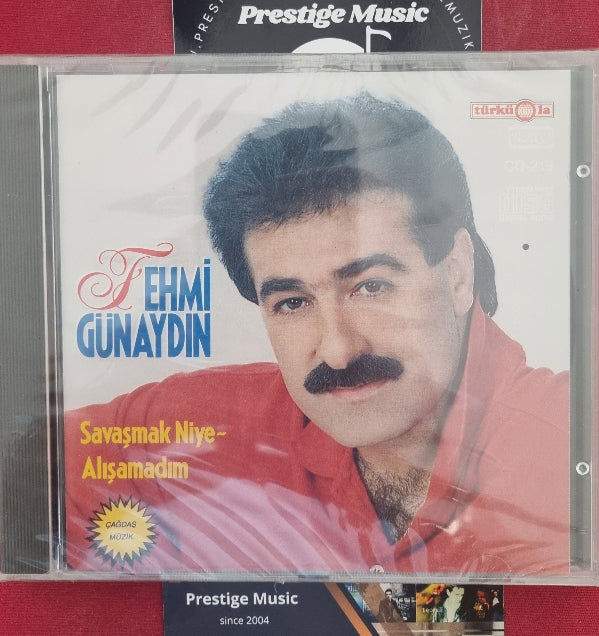 Prestige Music
türküola
CD-219
FEHMİ
GÜNAYDIN
Savaşmak Niye~
Alışamadım
ÇAĞDAŞ
MÜZİK
Prestige Music
since 2004